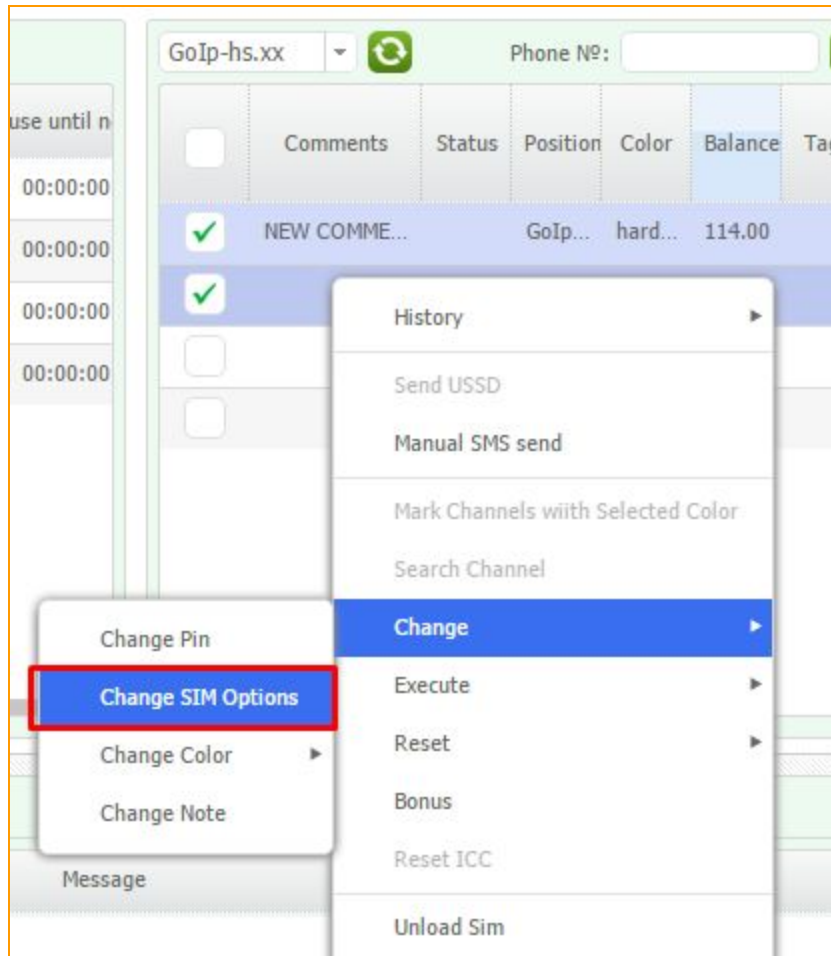 GoIp-hs.xx
Phone Nº:
use until n
Comments Status Position Color Balance Tag
00:00:00
NEW COMME... GoIp... hard... 114.00
00:00:00
00:00:00
00:00:00
History
Send USSD
Manual SMS send
Mark Channels wiith Selected Color
Search Channel
Change
Execute
Reset
Bonus
Reset ICC
Unload Sim
Change Pin
Change SIM Options
Change Color
Change Note
Message